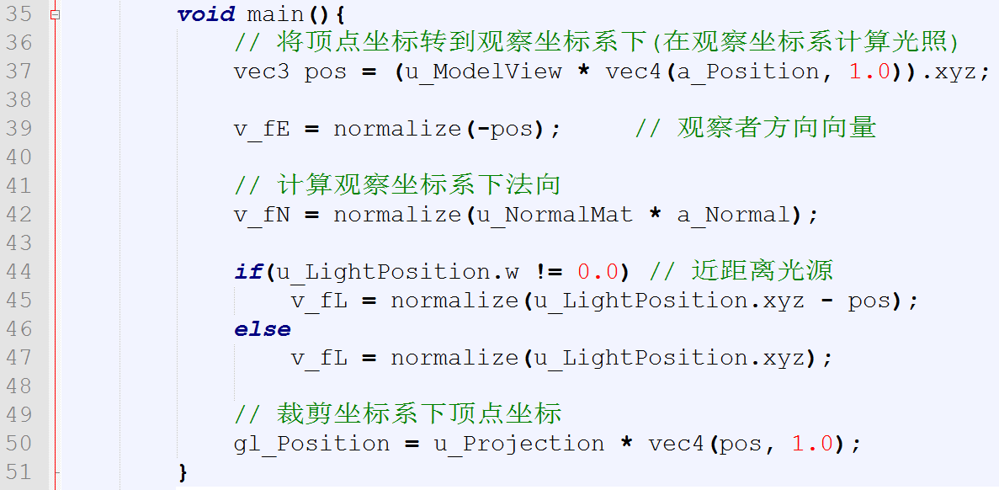 35 void main(){
36 // 将顶点坐标转到观察坐标系下(在观察坐标系计算光照)
37 vec3 pos = (u_ModelView * vec4(a_Position, 1.0)).xyz;
38
39 v_fE = normalize(-pos); // 观察者方向向量
40
41 // 计算观察坐标系下法向
42 v_fN = normalize(u_NormalMat * a_Normal);
43
44 if(u_LightPosition.w != 0.0) // 近距离光源
45 v_fL = normalize(u_LightPosition.xyz - pos);
46 else
47 v_fL = normalize(u_LightPosition.xyz);
48
49 // 裁剪坐标系下顶点坐标
50 gl_Position = u_Projection * vec4(pos, 1.0);
51 }